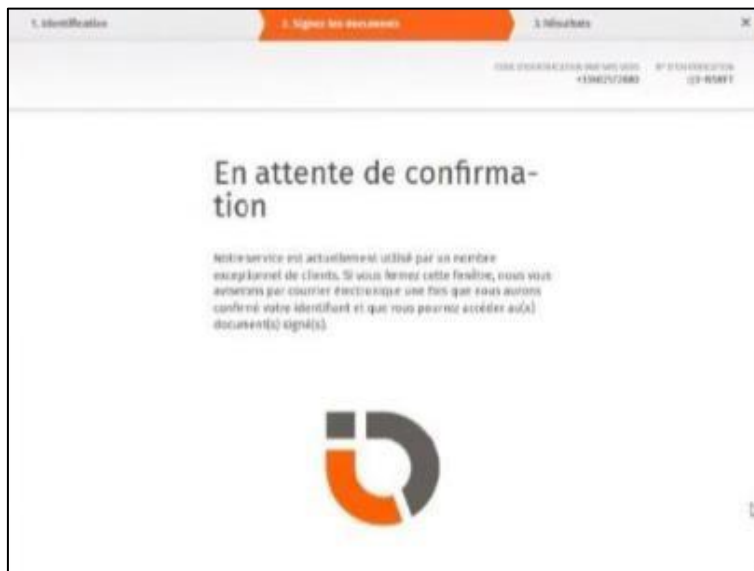 1. Identification
2. Signez les documents
3. Résultats
×
En attente de confirma-
tion
Notre service est actuellement utilisé par un nombre
exceptionnel de clients. Si vous fermez cette fenêtre, nous vous
aviserons par courrier électronique une fois que nous aurons
confirmé votre identifiant et que vous pourrez accéder au(x)
document(s) signé(s).